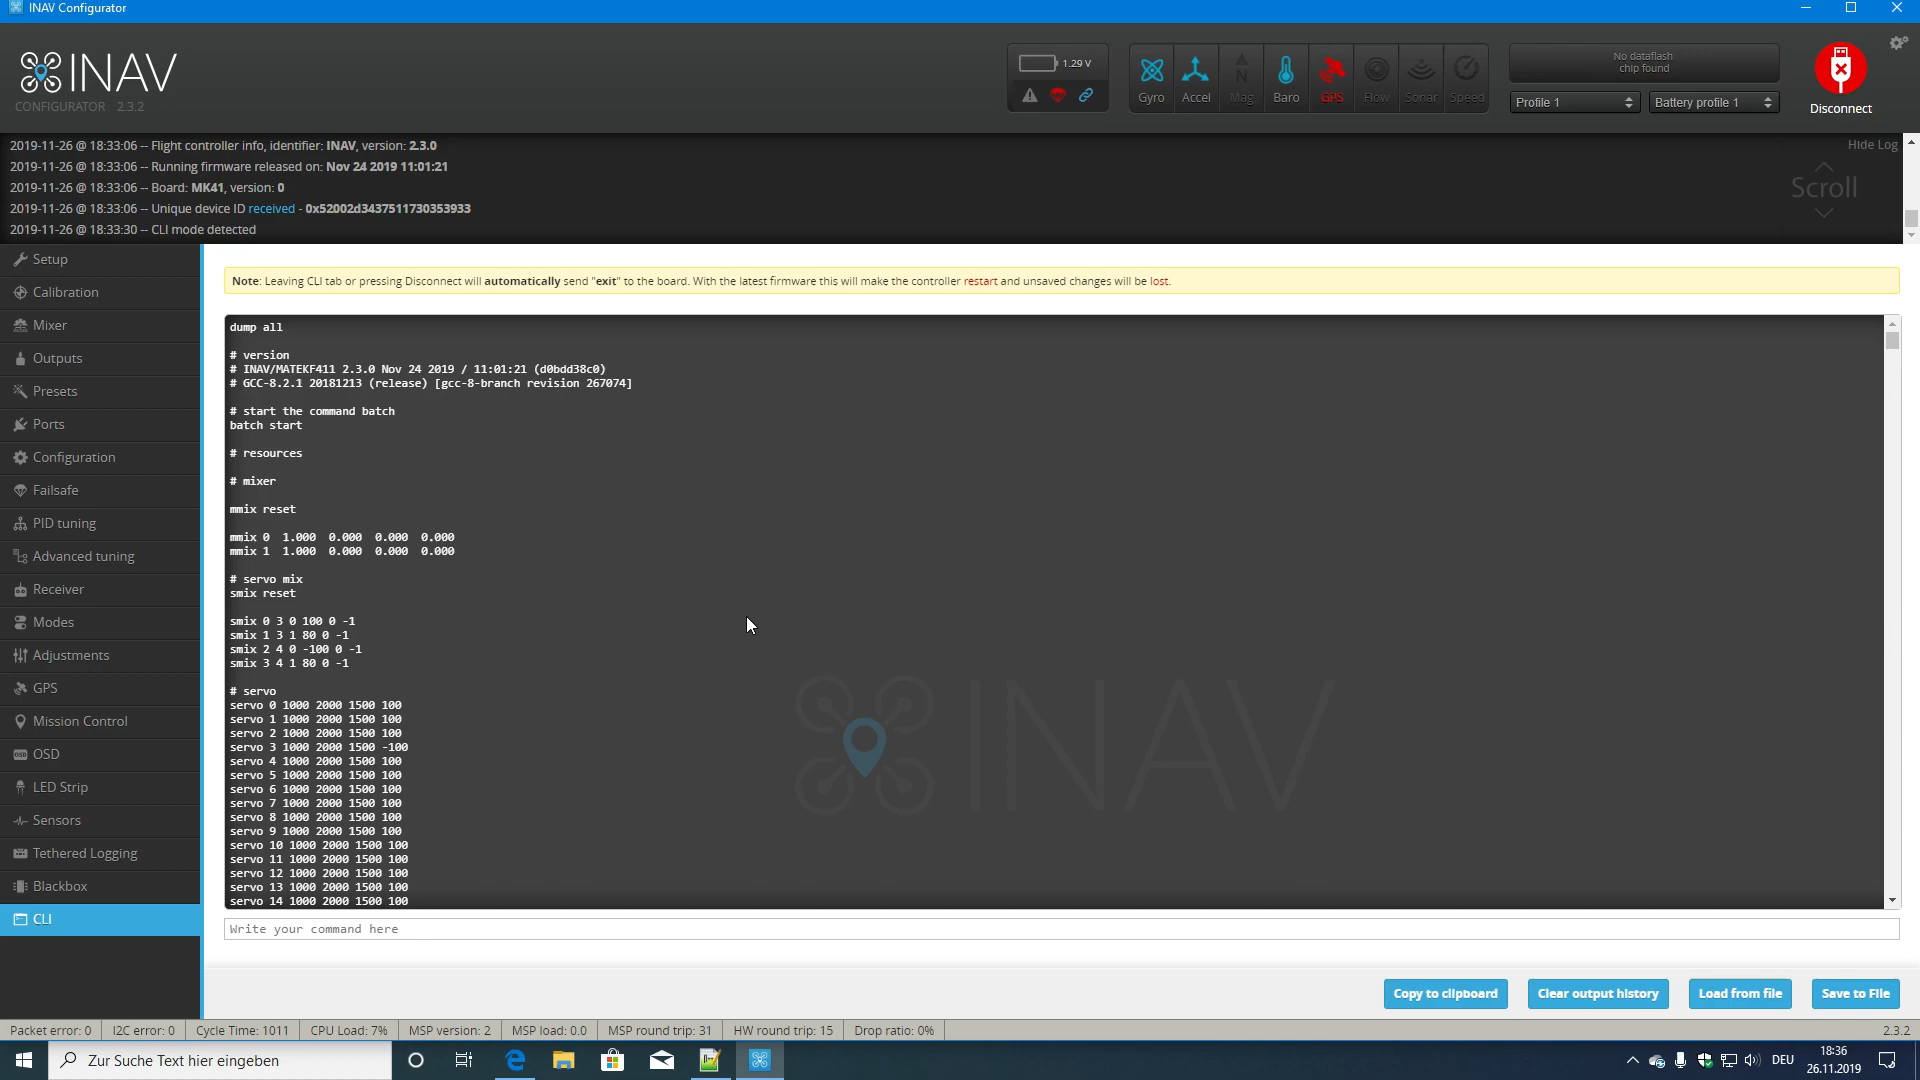 INAV Configurator
INAV
CONFIGURATOR 2.3.2
1.29 V
Gyro
Accel
Mag
Baro
GPS
Flow
Sonar
Speed
No dataflash
chip found
Profile 1
Battery profile 1
Disconnect
2019-11-26 @ 18:33:06 -- Flight controller info, identifier: INAV, version: 2.3.0
2019-11-26 @ 18:33:06 -- Running firmware released on: Nov 24 2019 11:01:21
2019-11-26 @ 18:33:06 -- Board: MK41, version: 0
2019-11-26 @ 18:33:06 -- Unique device ID received - 0x52002d3437511730353933
2019-11-26 @ 18:33:30 -- CLI mode detected
Hide Log
Scroll
Setup
Calibration
Mixer
Outputs
Presets
Ports
Configuration
Failsafe
PID tuning
Advanced tuning
Receiver
Modes
Adjustments
GPS
Mission Control
OSD
LED Strip
Sensors
Tethered Logging
Blackbox
CLI
Note: Leaving CLI tab or pressing Disconnect will automatically send "exit" to the board. With the latest firmware this will make the controller restart and unsaved changes will be lost.
dump all
# version
# INAV/MATEKF411 2.3.0 Nov 24 2019 / 11:01:21 (d0bdd38c0)
# GCC-8.2.1 20181213 (release) [gcc-8-branch revision 267074]
# start the command batch
batch start
# resources
# mixer
mmix reset
mmix 0  1.000  0.000  0.000  0.000
mmix 1  1.000  0.000  0.000  0.000
# servo mix
smix reset
smix 0 3 0 100 0 -1
smix 1 3 1 80 0 -1
smix 2 4 0 -100 0 -1
smix 3 4 1 80 0 -1
# servo
servo 0 1000 2000 1500 100
servo 1 1000 2000 1500 100
servo 2 1000 2000 1500 100
servo 3 1000 2000 1500 -100
servo 4 1000 2000 1500 100
servo 5 1000 2000 1500 100
servo 6 1000 2000 1500 100
servo 7 1000 2000 1500 100
servo 8 1000 2000 1500 100
servo 9 1000 2000 1500 100
servo 10 1000 2000 1500 100
servo 11 1000 2000 1500 100
servo 12 1000 2000 1500 100
servo 13 1000 2000 1500 100
servo 14 1000 2000 1500 100
INAV
Write your command here
Copy to clipboard
Clear output history
Load from file
Save to File
Packet error: 0
I2C error: 0
Cycle Time: 1011
CPU Load: 7%
MSP version: 2
MSP load: 0.0
MSP round trip: 31
HW round trip: 15
Drop ratio: 0%
2.3.2
Zur Suche Text hier eingeben
DEU
18:36
26.11.2019